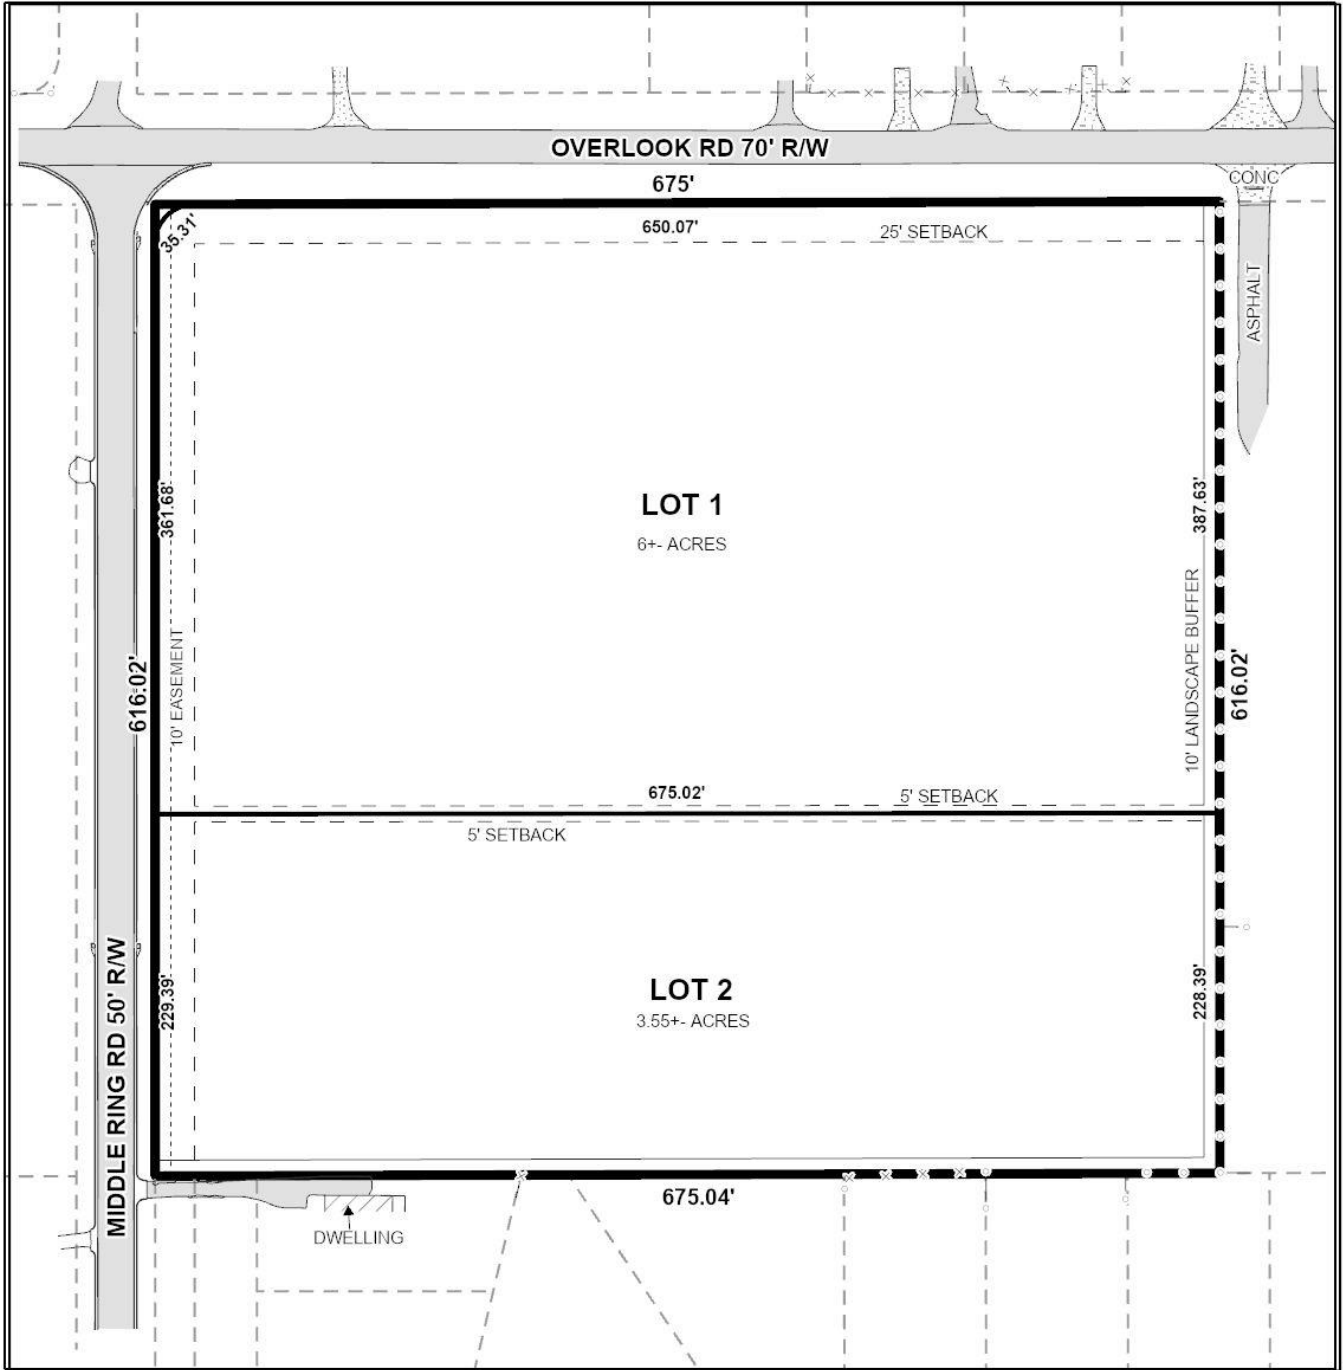 OVERLOOK RD 70' R/W
CONC
675'
35.31'
650.07'
25' SETBACK
ASPHALT
361.68'
LOT 1
6+- ACRES
387.63'
616.02'
10' EASEMENT
10' LANDSCAPE BUFFER
616.02'
675.02'
5' SETBACK
5' SETBACK
MIDDLE RING RD 50' R/W
229.39'
LOT 2
3.55+- ACRES
228.39'
675.04'
DWELLING